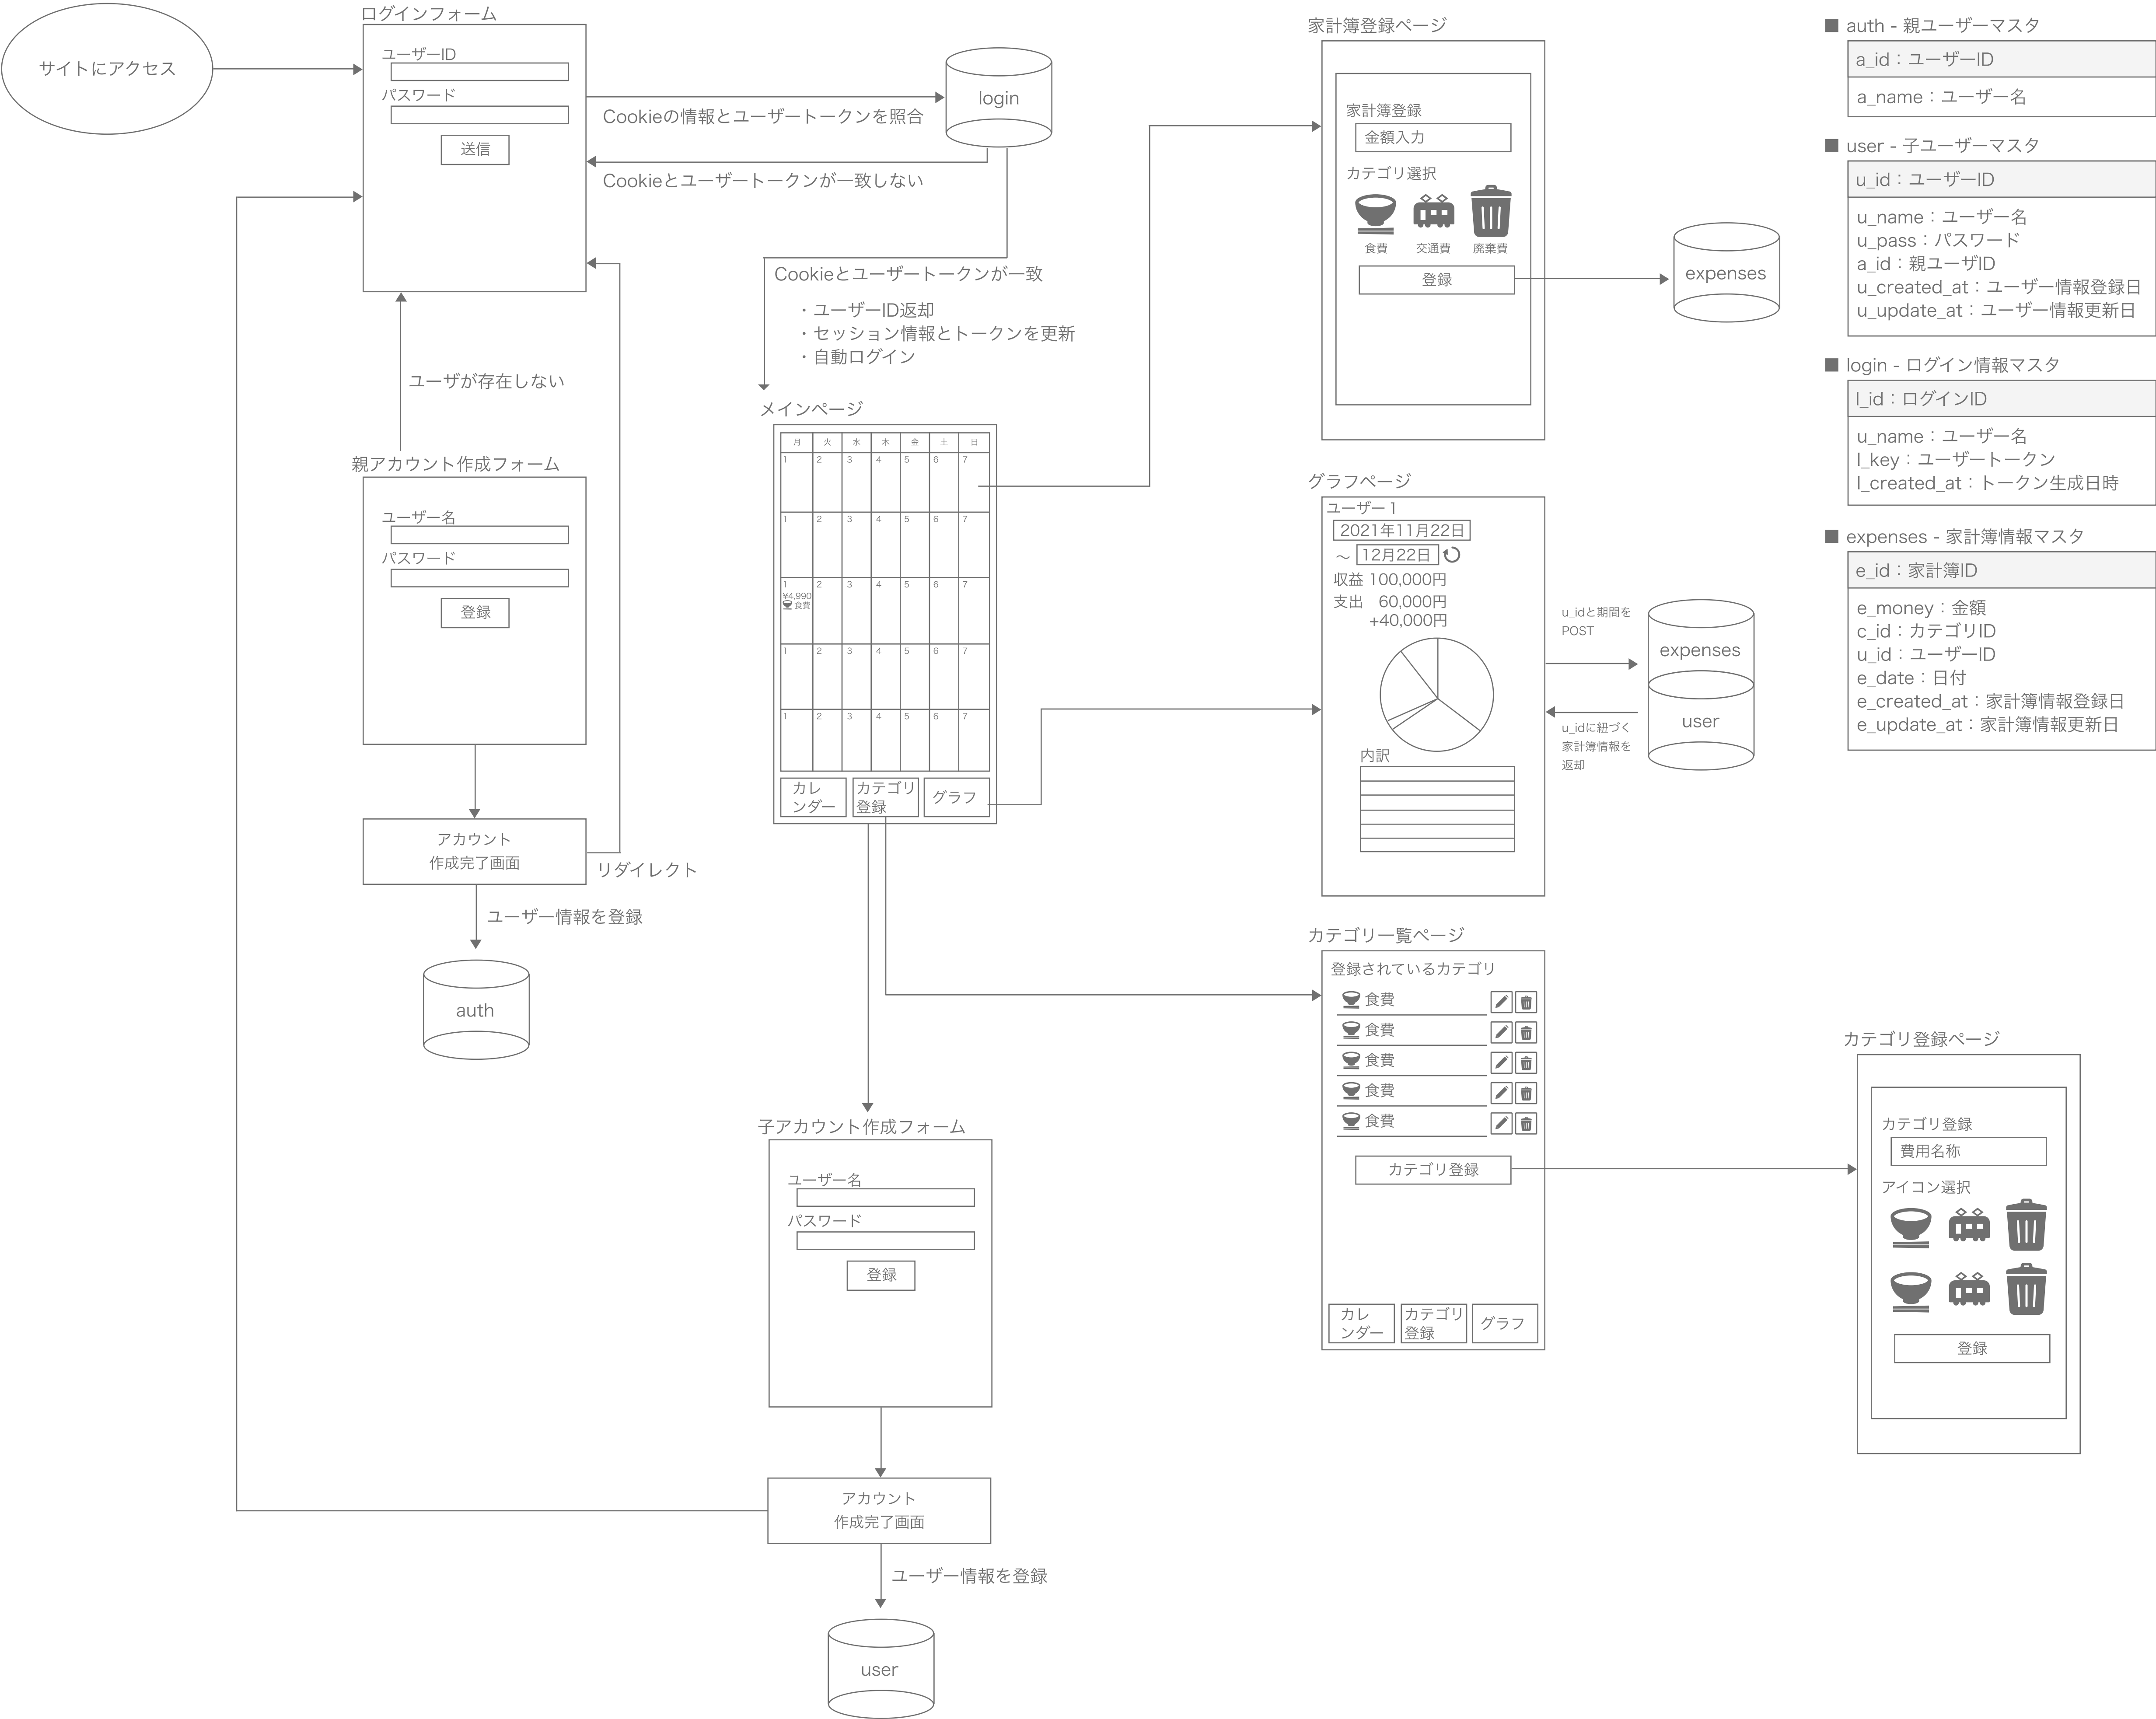 サイトにアクセス
ログインフォーム
ユーザーID
パスワード
送信
Cookieの情報とユーザートークンを照合
login
Cookieとユーザートークンが一致しない
Cookieとユーザートークンが一致
・ユーザーID返却
・セッション情報とトークンを更新
・自動ログイン
ユーザが存在しない
親アカウント作成フォーム
ユーザー名
パスワード
登録
アカウント
作成完了画面
リダイレクト
ユーザー情報を登録
auth
メインページ
月 火 水 木 金 土 日
1 2 3 4 5 6 7
1 2 3 4 5 6 7
1 2 3 4 5 6 7
¥4,990
食費
1 2 3 4 5 6 7
1 2 3 4 5 6 7
カレ
ンダー
カテゴリ
登録
グラフ
子アカウント作成フォーム
ユーザー名
パスワード
登録
アカウント
作成完了画面
ユーザー情報を登録
user
家計簿登録ページ
家計簿登録
金額入力
カテゴリ選択
食費 交通費 廃棄費
登録
expenses
グラフページ
ユーザー1
2021年11月22日
〜 12月22日
収益 100,000円
支出 60,000円
+40,000円
内訳
u_idと期間を
POST
expenses
user
u_idに紐づく
家計簿情報を
返却
カテゴリ一覧ページ
登録されているカテゴリ
食費
食費
食費
食費
食費
カテゴリ登録
カレ
ンダー
カテゴリ
登録
グラフ
カテゴリ登録ページ
カテゴリ登録
費用名称
アイコン選択
登録
■ auth - 親ユーザーマスタ
a_id：ユーザーID
a_name：ユーザー名
■ user - 子ユーザーマスタ
u_id：ユーザーID
u_name：ユーザー名
u_pass：パスワード
a_id：親ユーザID
u_created_at：ユーザー情報登録日
u_update_at：ユーザー情報更新日
■ login - ログイン情報マスタ
l_id：ログインID
u_name：ユーザー名
l_key：ユーザートークン
l_created_at：トークン生成日時
■ expenses - 家計簿情報マスタ
e_id：家計簿ID
e_money：金額
c_id：カテゴリID
u_id：ユーザーID
e_date：日付
e_created_at：家計簿情報登録日
e_update_at：家計簿情報更新日